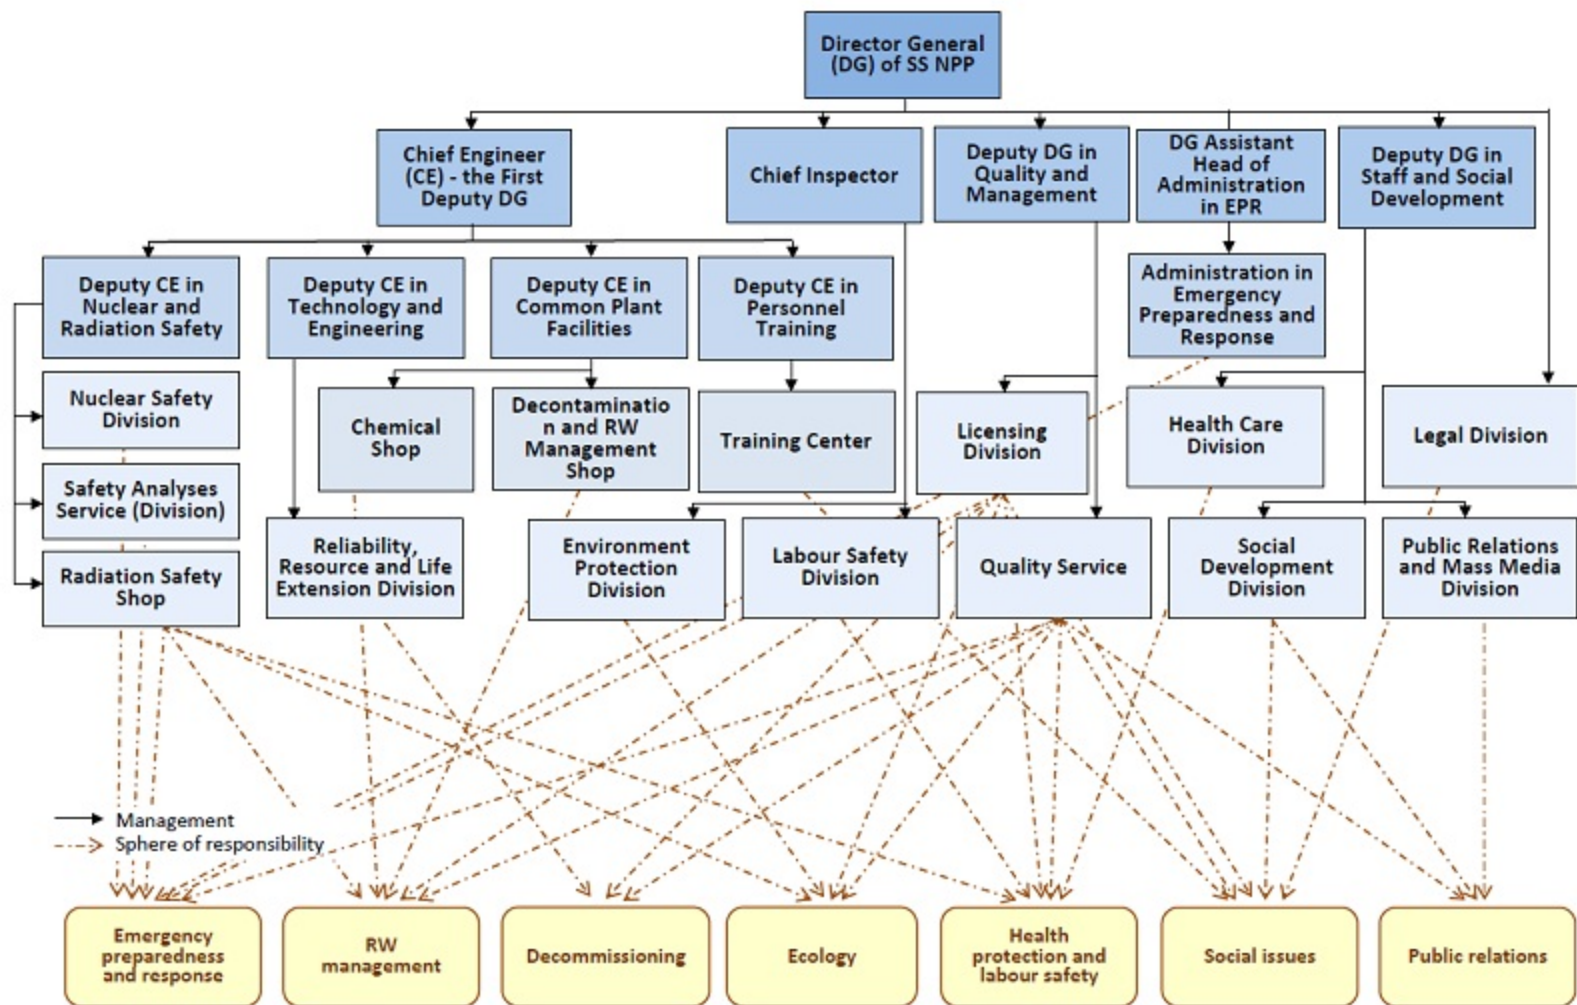 Director General
(DG) of SS NPP
Chief Engineer
(CE) - the First
Deputy DG
Chief Inspector
Deputy DG in
Quality and
Management
DG Assistant
Head of
Administration
in EPR
Deputy DG in
Staff and Social
Development
Deputy CE in
Nuclear and
Radiation Safety
Deputy CE in
Technology and
Engineering
Deputy CE in
Common Plant
Facilities
Deputy CE in
Personnel
Training
Administration in
Emergency
Preparedness and
Response
Nuclear Safety
Division
Chemical
Shop
Decontaminatio
n and RW
Management
Shop
Training Center
Licensing
Division
Health Care
Division
Legal Division
Safety Analyses
Service (Division)
Radiation Safety
Shop
Reliability,
Resource and Life
Extension Division
Environment
Protection
Division
Labour Safety
Division
Quality Service
Social
Development
Division
Public Relations
and Mass Media
Division
Management
Sphere of responsibility
Emergency
preparedness
and response
RW
management
Decommissioning
Ecology
Health
protection and
labour safety
Social issues
Public relations